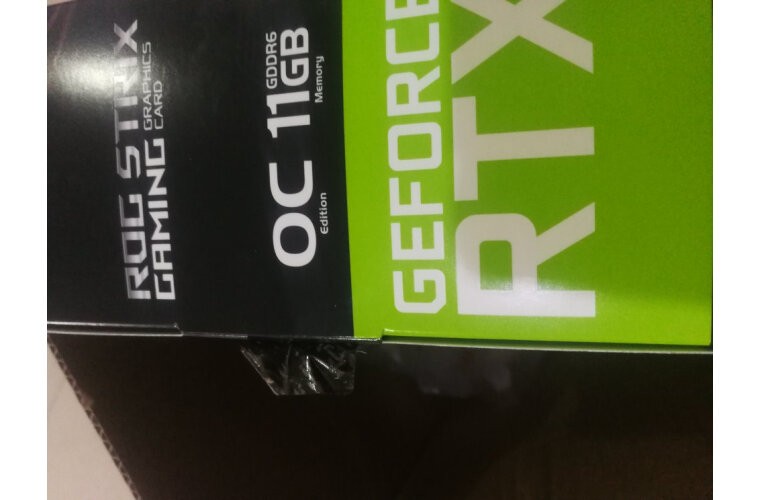 ROG STRIX
GAMING GRAPHICS CARD
OC Edition 11GB GDDR6 Memory
GEFORCE
RTX